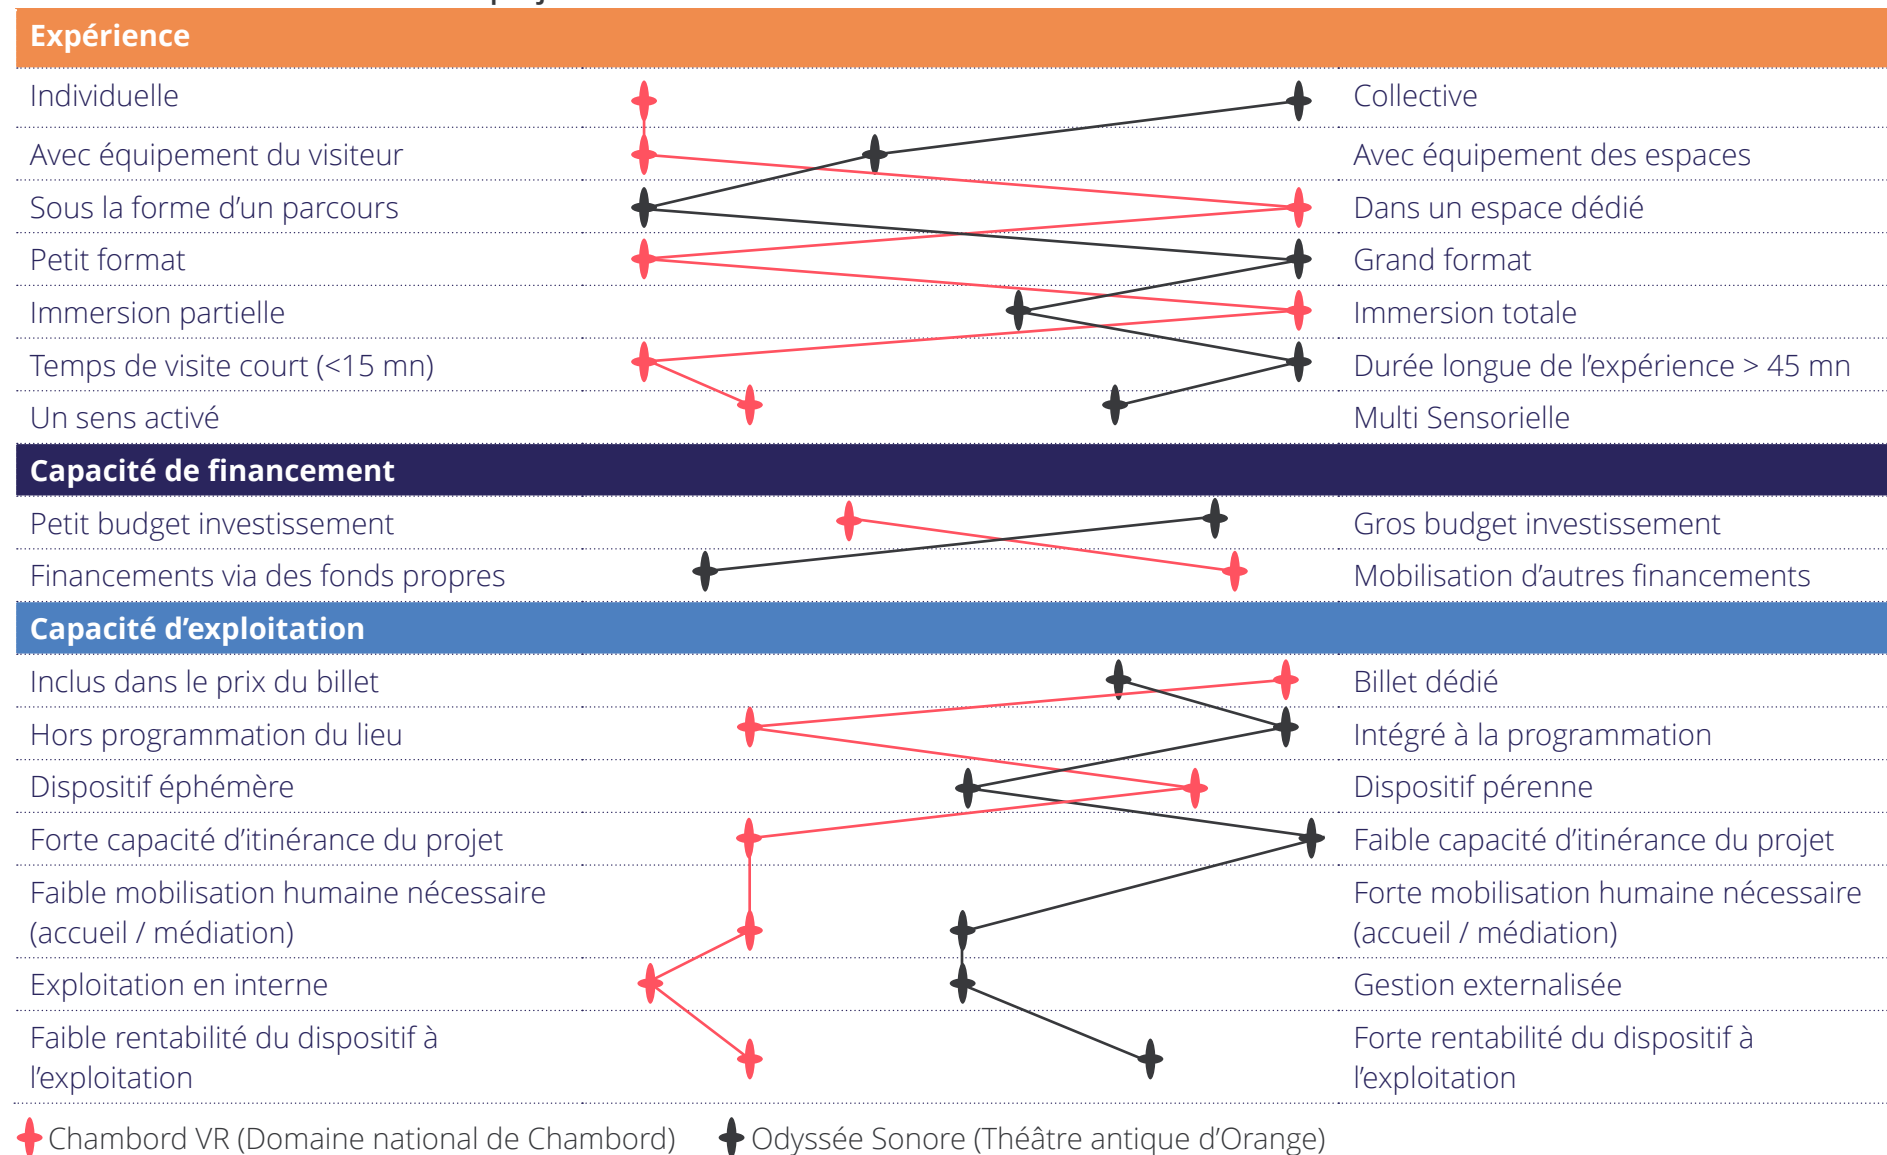 Expérience
Individuelle
Collective
Avec équipement du visiteur
Avec équipement des espaces
Sous la forme d'un parcours
Dans un espace dédié
Petit format
Grand format
Immersion partielle
Immersion totale
Temps de visite court (<15 mn)
Durée longue de l'expérience > 45 mn
Un sens activé
Multi Sensorielle
Capacité de financement
Petit budget investissement
Gros budget investissement
Financements via des fonds propres
Mobilisation d'autres financements
Capacité d'exploitation
Inclus dans le prix du billet
Billet dédié
Hors programmation du lieu
Intégré à la programmation
Dispositif éphémère
Dispositif pérenne
Forte capacité d'itinérance du projet
Faible capacité d'itinérance du projet
Faible mobilisation humaine nécessaire
(accueil / médiation)
Forte mobilisation humaine nécessaire
(accueil / médiation)
Exploitation en interne
Gestion externalisée
Faible rentabilité du dispositif à
l'exploitation
Forte rentabilité du dispositif à
l'exploitation
Chambord VR (Domaine national de Chambord)
Odyssée Sonore (Théâtre antique d'Orange)